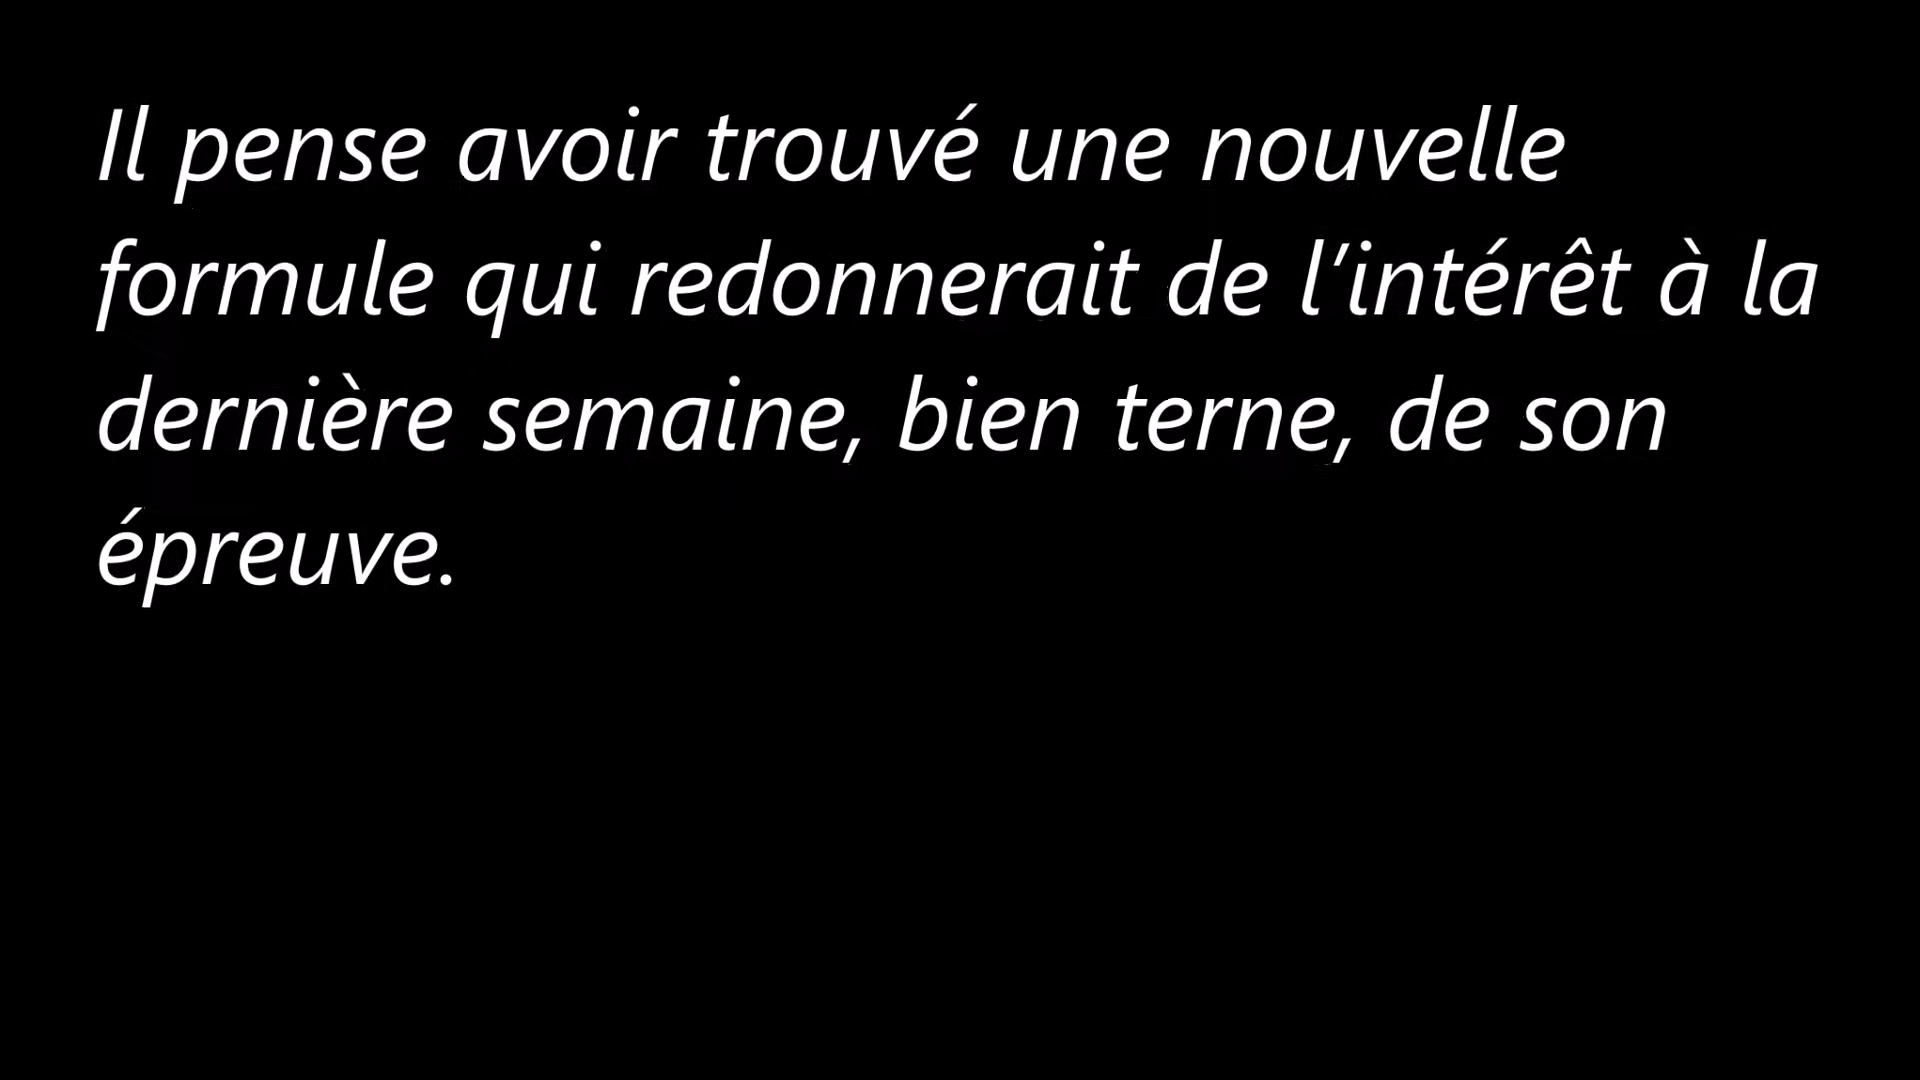 Il pense avoir trouvé une nouvelle
formule qui redonnerait de l’intérêt à la
dernière semaine, bien terne, de son
épreuve.